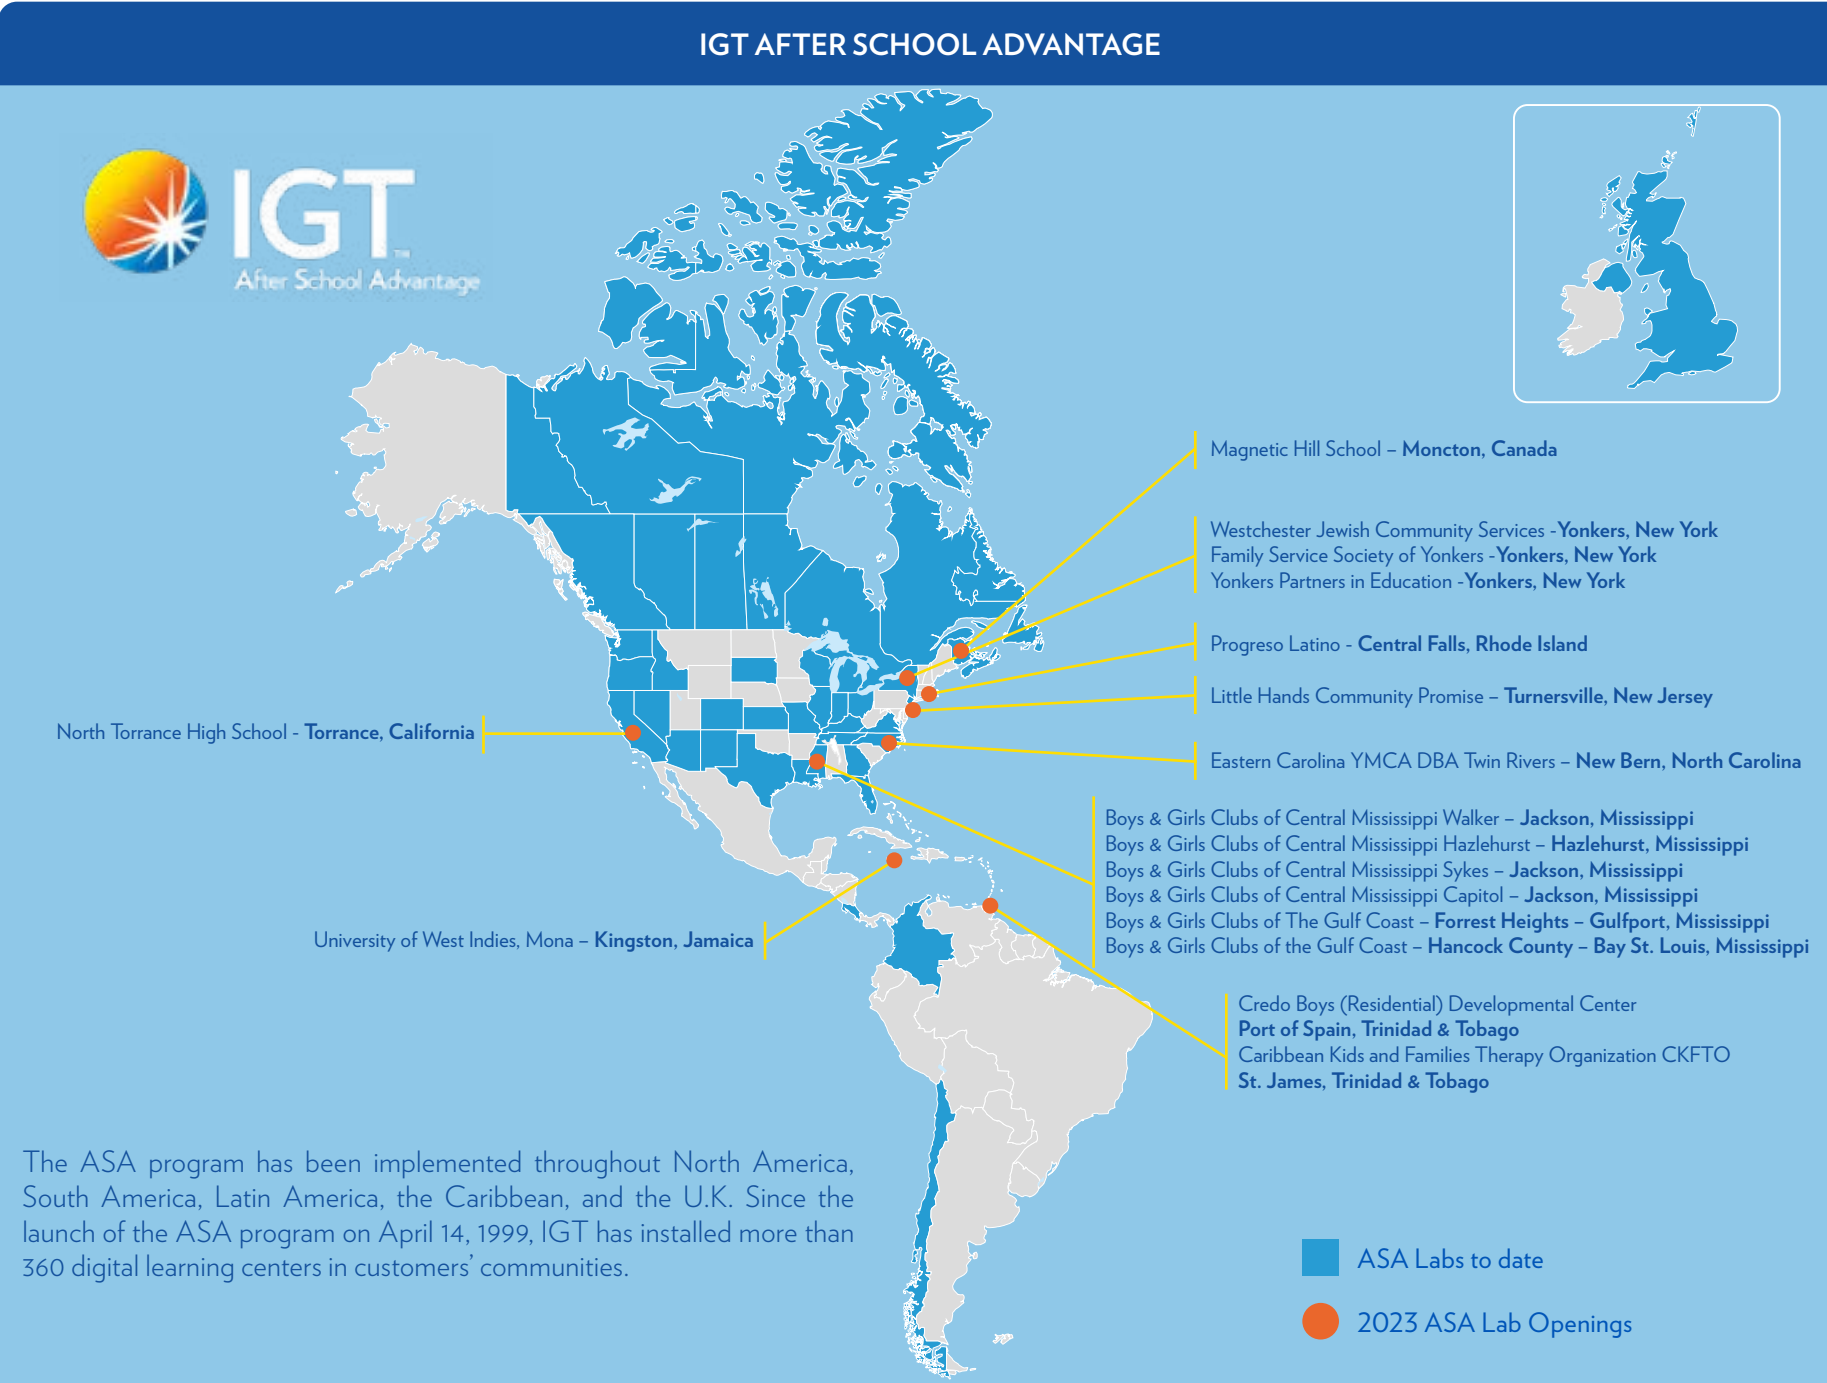 IGT AFTER SCHOOL ADVANTAGE
IGT™
After School Advantage
Magnetic Hill School – Moncton, Canada
Westchester Jewish Community Services -Yonkers, New York
Family Service Society of Yonkers -Yonkers, New York
Yonkers Partners in Education -Yonkers, New York
Progreso Latino - Central Falls, Rhode Island
Little Hands Community Promise – Turnersville, New Jersey
North Torrance High School - Torrance, California
Eastern Carolina YMCA DBA Twin Rivers – New Bern, North Carolina
Boys & Girls Clubs of Central Mississippi Walker – Jackson, Mississippi
Boys & Girls Clubs of Central Mississippi Hazlehurst – Hazlehurst, Mississippi
Boys & Girls Clubs of Central Mississippi Sykes – Jackson, Mississippi
Boys & Girls Clubs of Central Mississippi Capitol – Jackson, Mississippi
Boys & Girls Clubs of The Gulf Coast – Forrest Heights – Gulfport, Mississippi
Boys & Girls Clubs of the Gulf Coast – Hancock County – Bay St. Louis, Mississippi
University of West Indies, Mona – Kingston, Jamaica
Credo Boys (Residential) Developmental Center
Port of Spain, Trinidad & Tobago
Caribbean Kids and Families Therapy Organization CKFTO
St. James, Trinidad & Tobago
The ASA program has been implemented throughout North America,
South America, Latin America, the Caribbean, and the U.K. Since the
launch of the ASA program on April 14, 1999, IGT has installed more than
360 digital learning centers in customers’ communities.
ASA Labs to date
2023 ASA Lab Openings